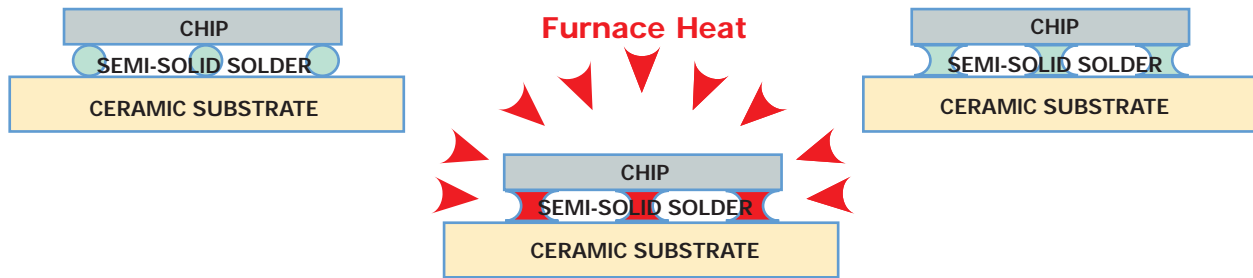 CHIP
SEMI-SOLID SOLDER
CERAMIC SUBSTRATE
Furnace Heat
CHIP
SEMI-SOLID SOLDER
CERAMIC SUBSTRATE
CHIP
SEMI-SOLID SOLDER
CERAMIC SUBSTRATE